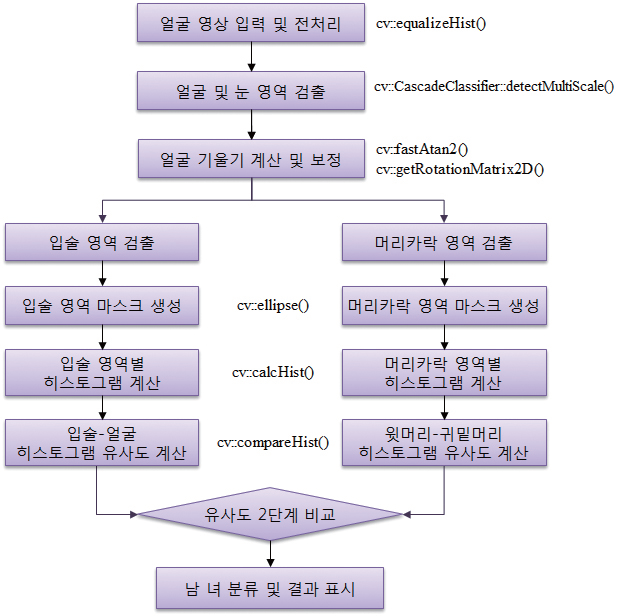 얼굴 영상 입력 및 전처리
cv::equalizeHist()
얼굴 및 눈 영역 검출
cv::CascadeClassifier::detectMultiScale()
얼굴 기울기 계산 및 보정
cv::fastAtan2()
cv::getRotationMatrix2D()
입술 영역 검출
머리카락 영역 검출
입술 영역 마스크 생성
cv::ellipse()
머리카락 영역 마스크 생성
입술 영역별
히스토그램 계산
cv::calcHist()
머리카락 영역별
히스토그램 계산
입술-얼굴
히스토그램 유사도 계산
cv::compareHist()
윗머리-귀밑머리
히스토그램 유사도 계산
유사도 2단계 비교
남 녀 분류 및 결과 표시